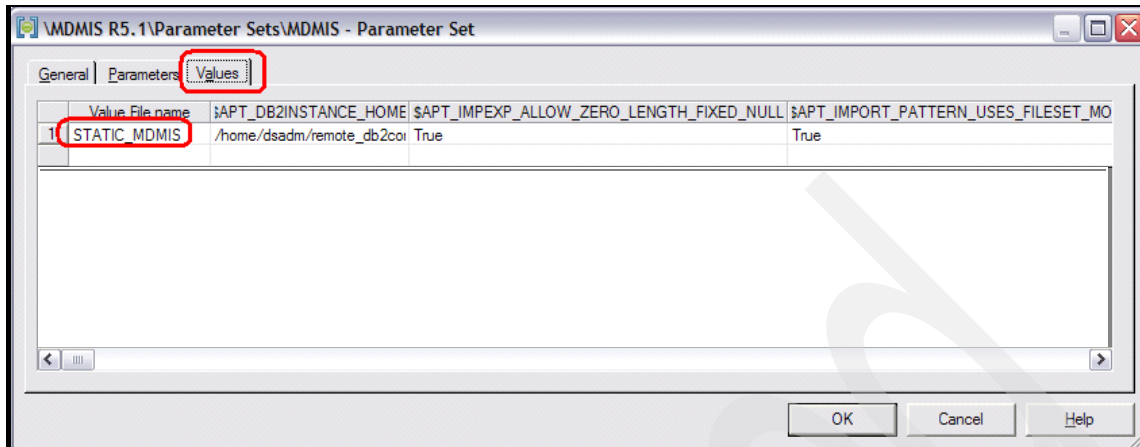 \MDMIS R5.1\Parameter Sets\MDMIS - Parameter Set
General Parameters Values
Value File name $APT_DB2INSTANCE_HOME $APT_IMPEXP_ALLOW_ZERO_LENGTH_FIXED_NULL $APT_IMPORT_PATTERN_USES_FILESET_MO
1 STATIC_MDMIS /home/dsadm/remote_db2con True True
OK Cancel Help